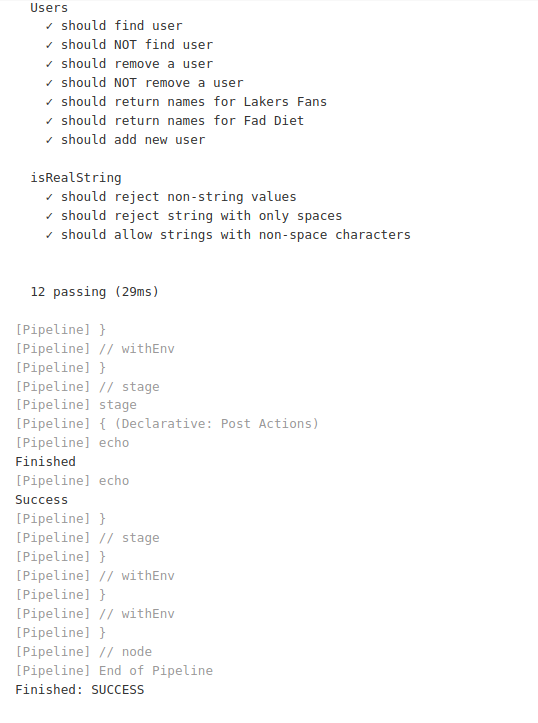 Users
✓ should find user
✓ should NOT find user
✓ should remove a user
✓ should NOT remove a user
✓ should return names for Lakers Fans
✓ should return names for Fad Diet
✓ should add new user
isRealString
✓ should reject non-string values
✓ should reject string with only spaces
✓ should allow strings with non-space characters
12 passing (29ms)
[Pipeline] }
[Pipeline] // withEnv
[Pipeline] }
[Pipeline] // stage
[Pipeline] stage
[Pipeline] { (Declarative: Post Actions)
[Pipeline] echo
Finished
[Pipeline] echo
Success
[Pipeline] }
[Pipeline] // stage
[Pipeline] }
[Pipeline] // withEnv
[Pipeline] }
[Pipeline] // withEnv
[Pipeline] }
[Pipeline] // node
[Pipeline] End of Pipeline
Finished: SUCCESS